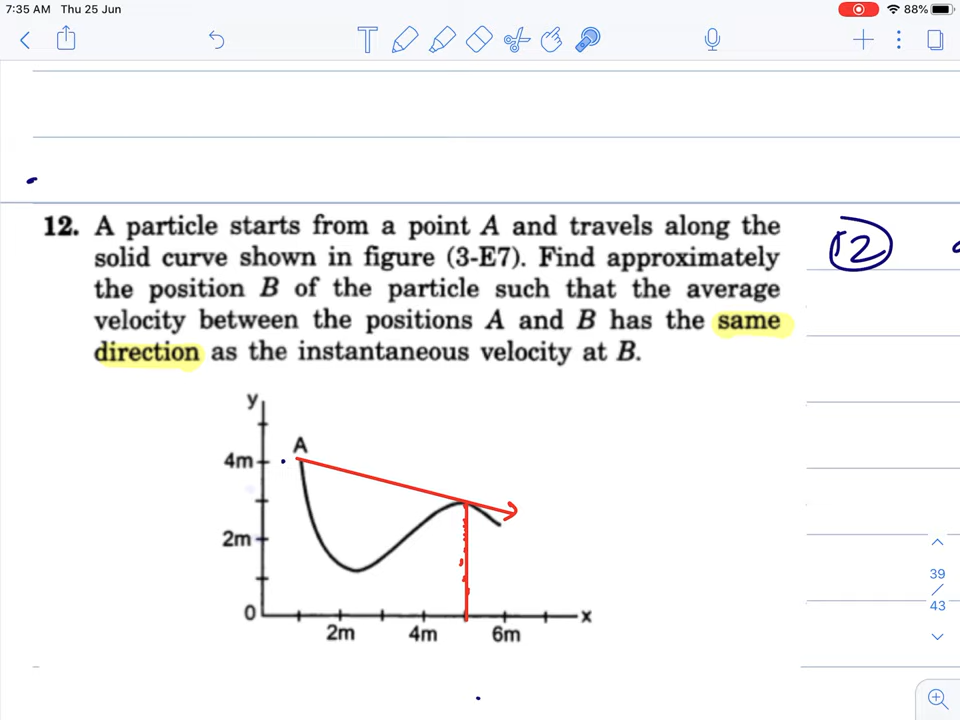 7:35 AM Thu 25 Jun
88%
T
12. A particle starts from a point A and travels along the
solid curve shown in figure (3-E7). Find approximately
the position B of the particle such that the average
velocity between the positions A and B has the same
direction as the instantaneous velocity at B.
12
y
A
4m
2m
0
2m 4m 6m x
39
/
43